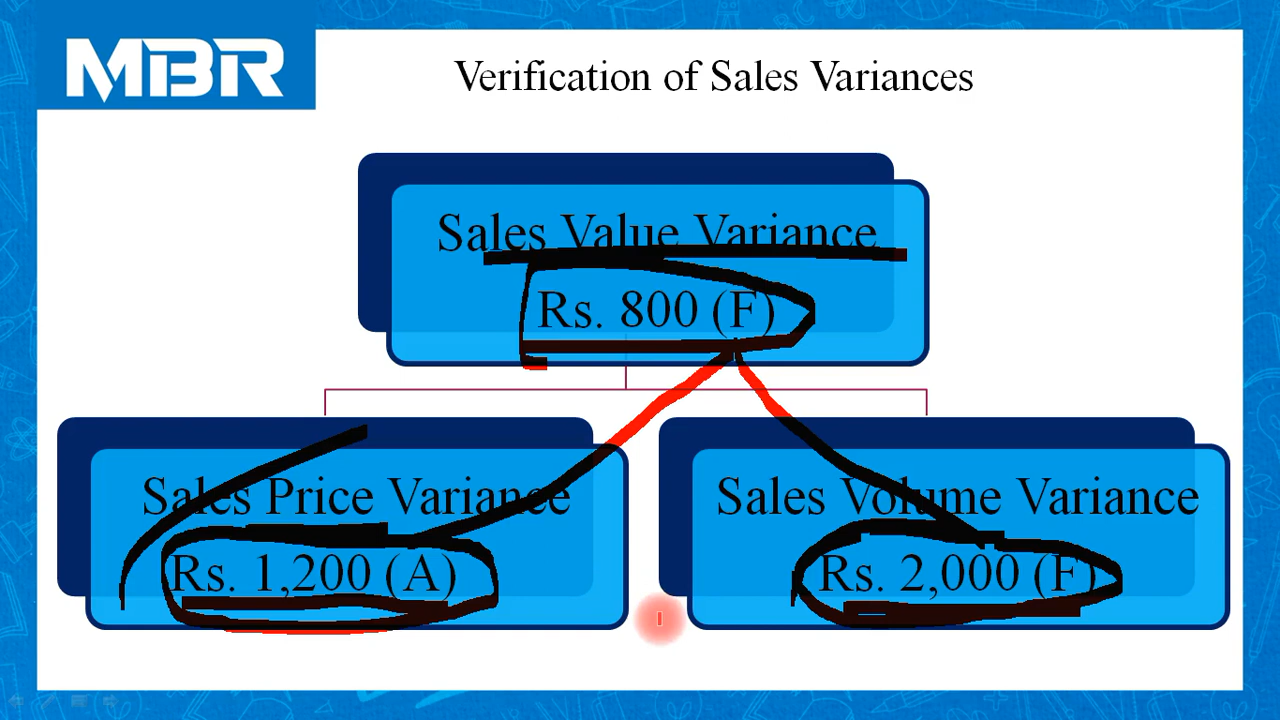 MBR
Verification of Sales Variances
Sales Value Variance
Rs. 800 (F)
Sales Price Variance
Rs. 1,200 (A)
Sales Volume Variance
Rs. 2,000 (F)